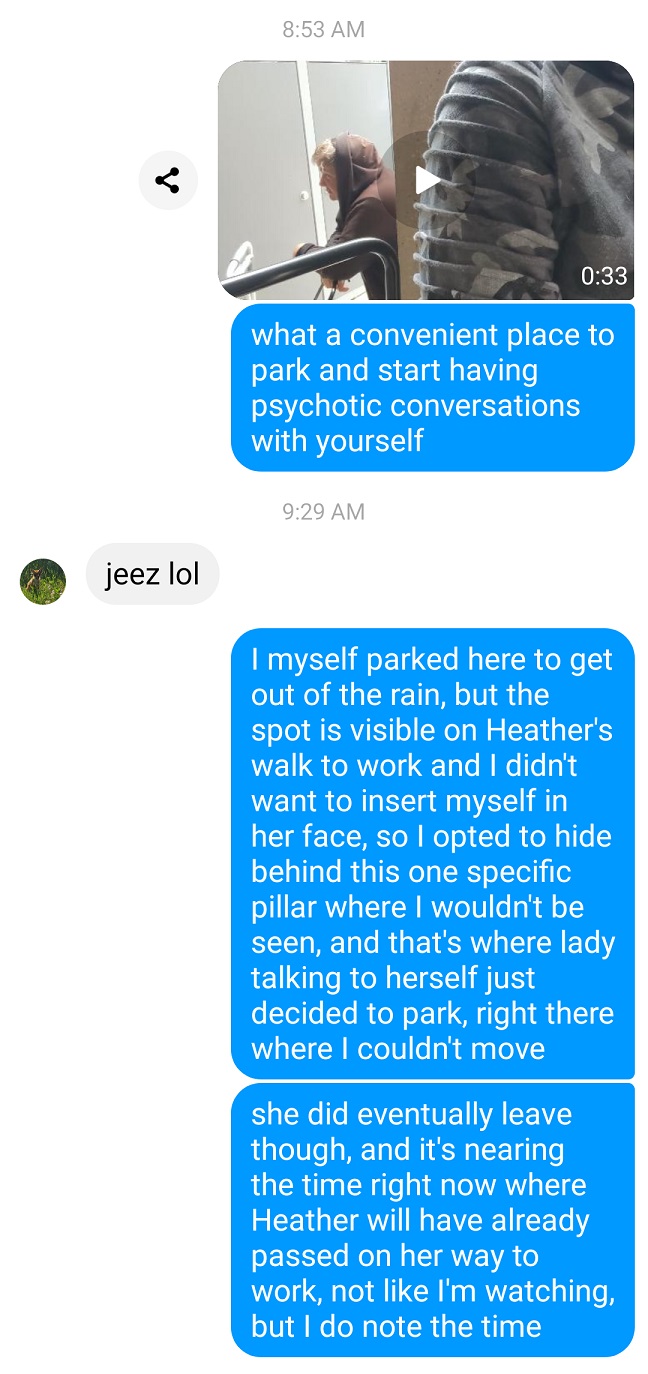 8:53 AM
0:33
what a convenient place to
park and start having
psychotic conversations
with yourself
9:29 AM
jeez lol
I myself parked here to get
out of the rain, but the
spot is visible on Heather's
walk to work and I didn't
want to insert myself in
her face, so I opted to hide
behind this one specific
pillar where I wouldn't be
seen, and that's where lady
talking to herself just
decided to park, right there
where I couldn't move
she did eventually leave
though, and it's nearing
the time right now where
Heather will have already
passed on her way to
work, not like I'm watching,
but I do note the time